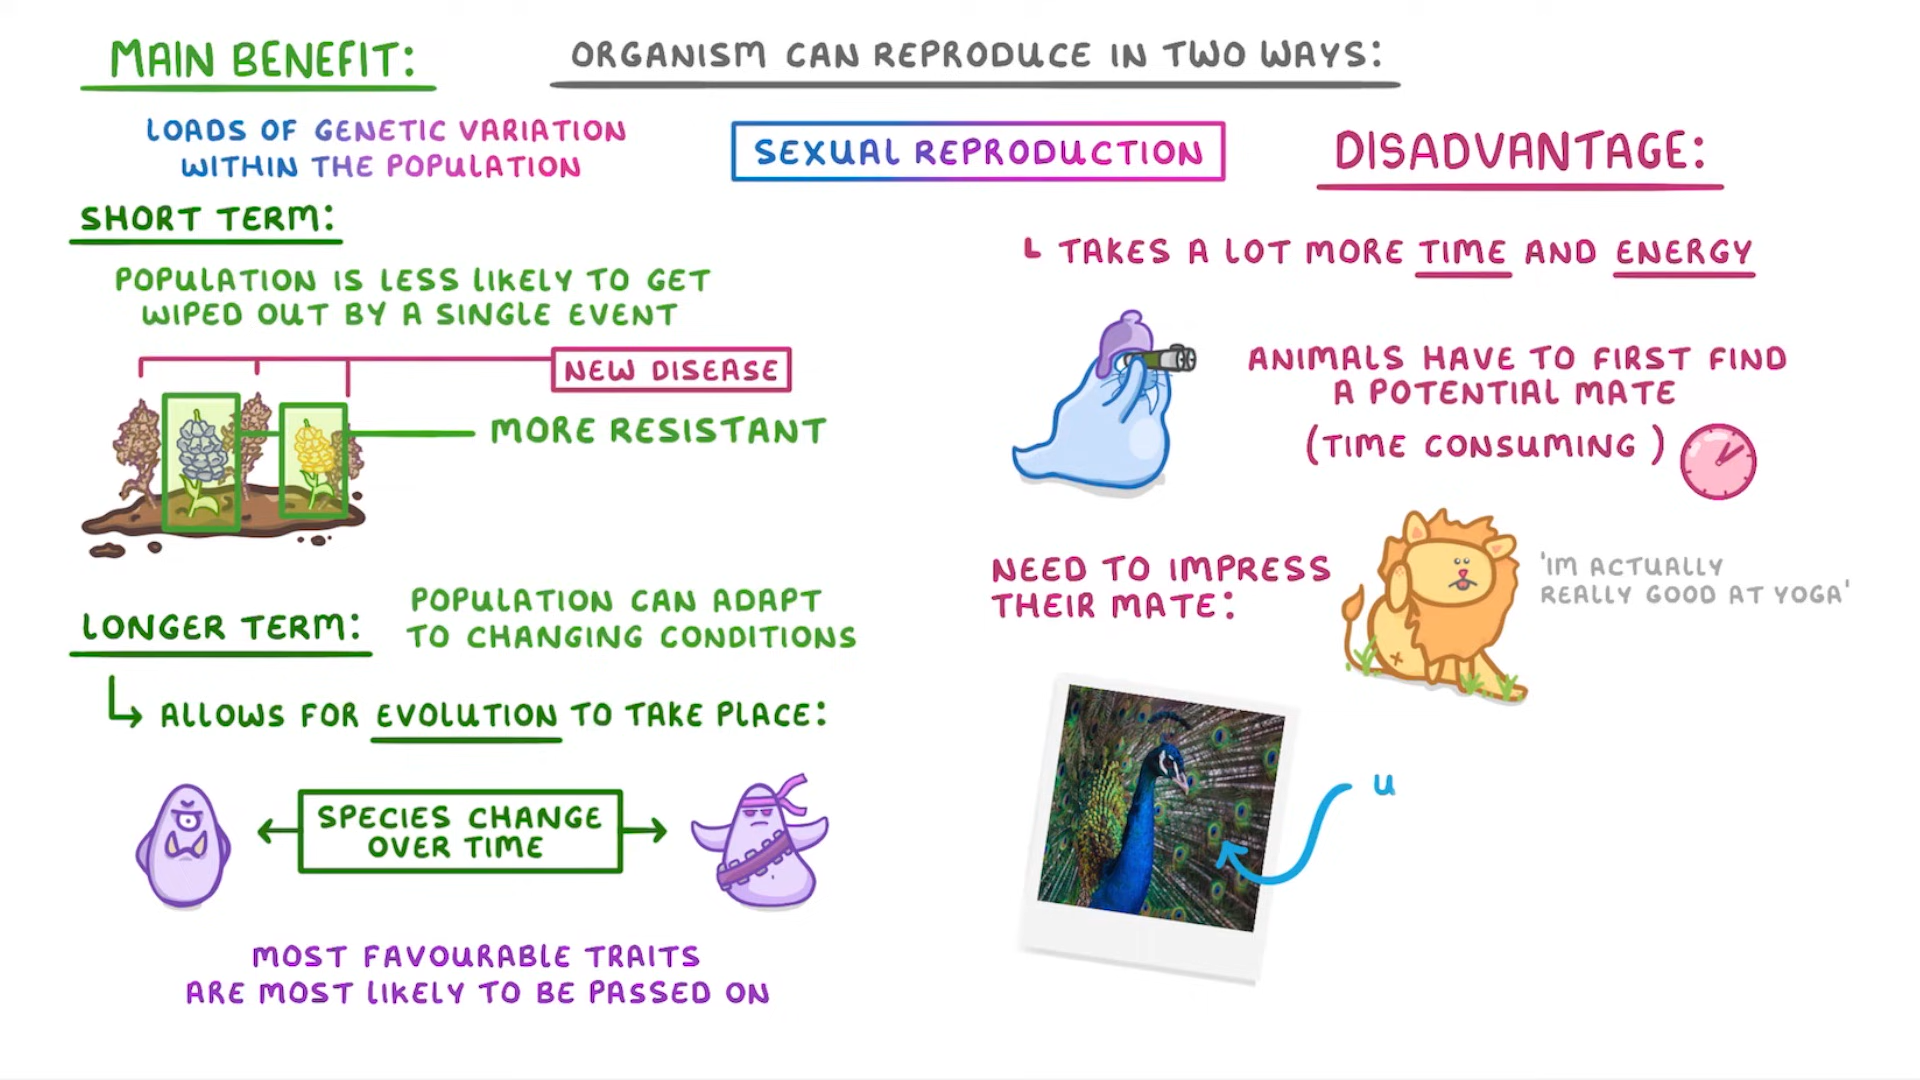 MAIN BENEFIT:
ORGANISM CAN REPRODUCE IN TWO WAYS:
LOADS OF GENETIC VARIATION
WITHIN THE POPULATION
SEXUAL REPRODUCTION
DISADVANTAGE:
SHORT TERM:
POPULATION IS LESS LIKELY TO GET
WIPED OUT BY A SINGLE EVENT
NEW DISEASE
MORE RESISTANT
LONGER TERM:
POPULATION CAN ADAPT
TO CHANGING CONDITIONS
ALLOWS FOR EVOLUTION TO TAKE PLACE:
SPECIES CHANGE
OVER TIME
MOST FAVOURABLE TRAITS
ARE MOST LIKELY TO BE PASSED ON
TAKES A LOT MORE TIME AND ENERGY
ANIMALS HAVE TO FIRST FIND
A POTENTIAL MATE
(TIME CONSUMING )
NEED TO IMPRESS
THEIR MATE:
'IM ACTUALLY
REALLY GOOD AT YOGA'
U